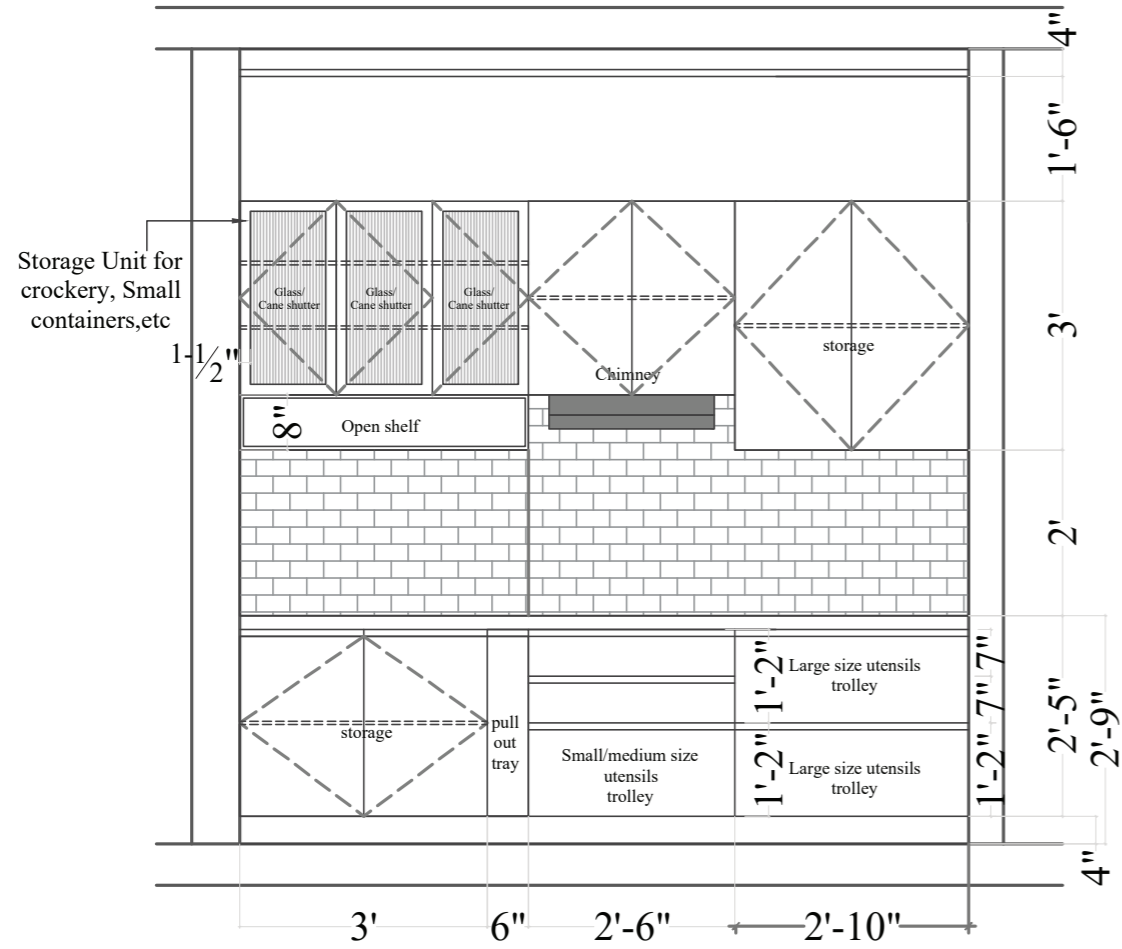 4"
1'-6"
Storage Unit for
crockery, Small
containers,etc
Glass/
Cane shutter
Glass/
Cane shutter
Glass/
Cane shutter
3'
storage
1-1/2"
Chimney
8"
Open shelf
2'
1'-2"
Large size utensils
trolley
7"
7"
2'-5"
2'-9"
storage
pull
out
tray
Small/medium size
utensils
trolley
1'-2"
Large size utensils
trolley
1'-2"
4"
3'
6"
2'-6"
2'-10"